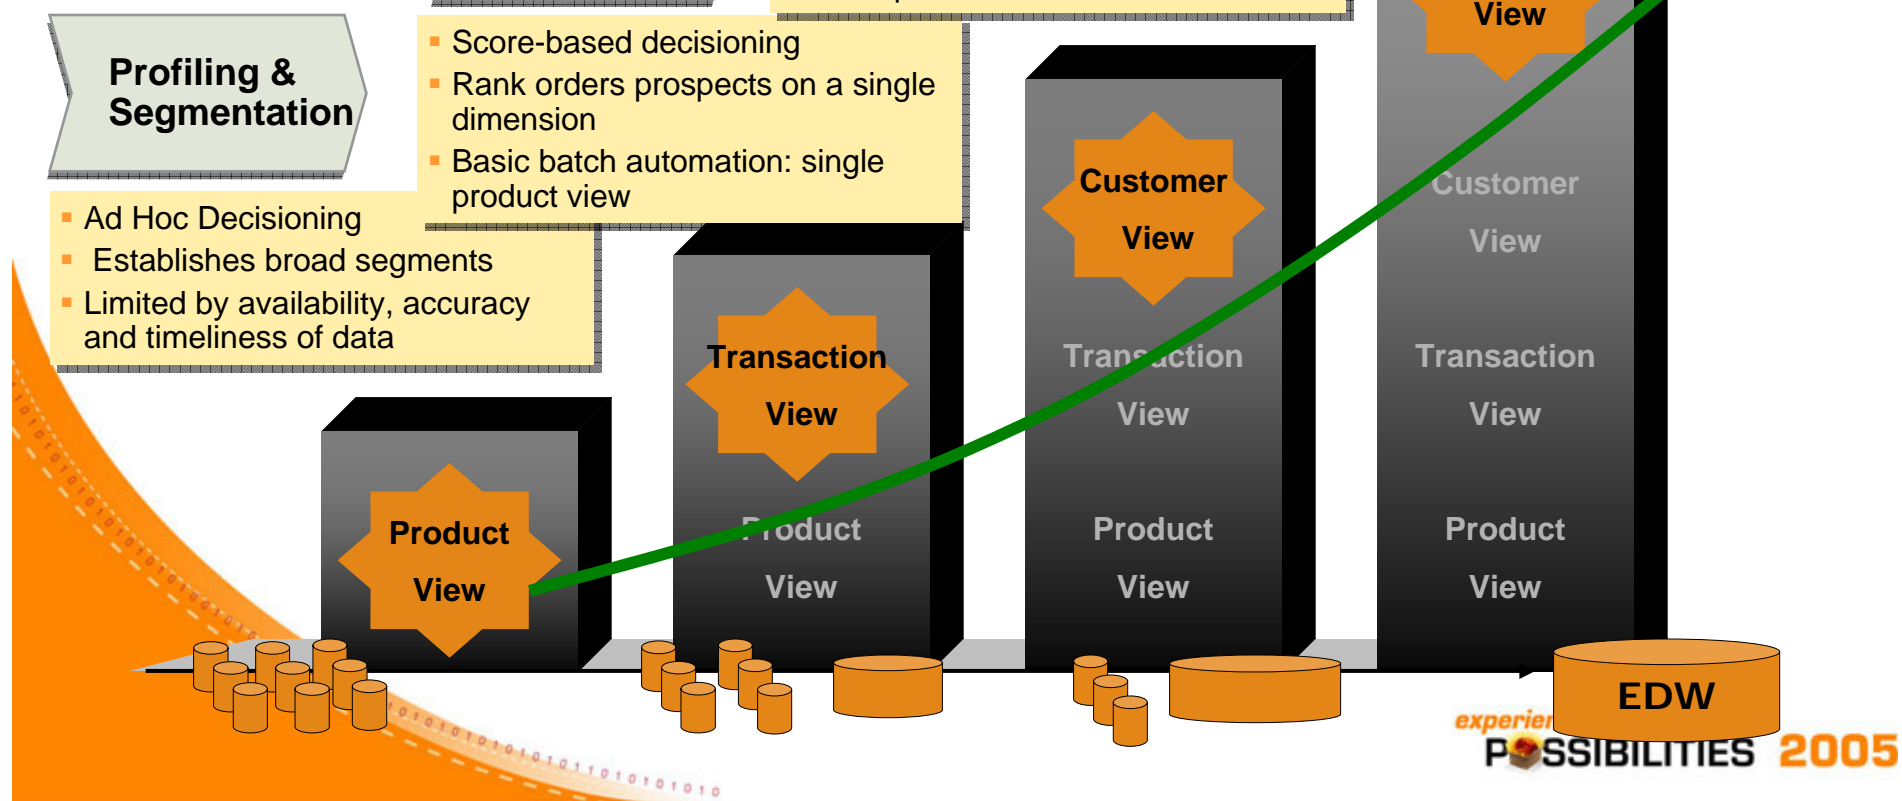 View
Profiling &
Segmentation
Score-based decisioning
Rank orders prospects on a single
dimension
Basic batch automation: single
product view
Ad Hoc Decisioning
Establishes broad segments
Limited by availability, accuracy
and timeliness of data
Customer
View
Customer
View
Transaction
View
Transaction
View
Transaction
View
Product
View
Product
View
Product
View
Product
View
EDW
POSSIBILITIES 2005